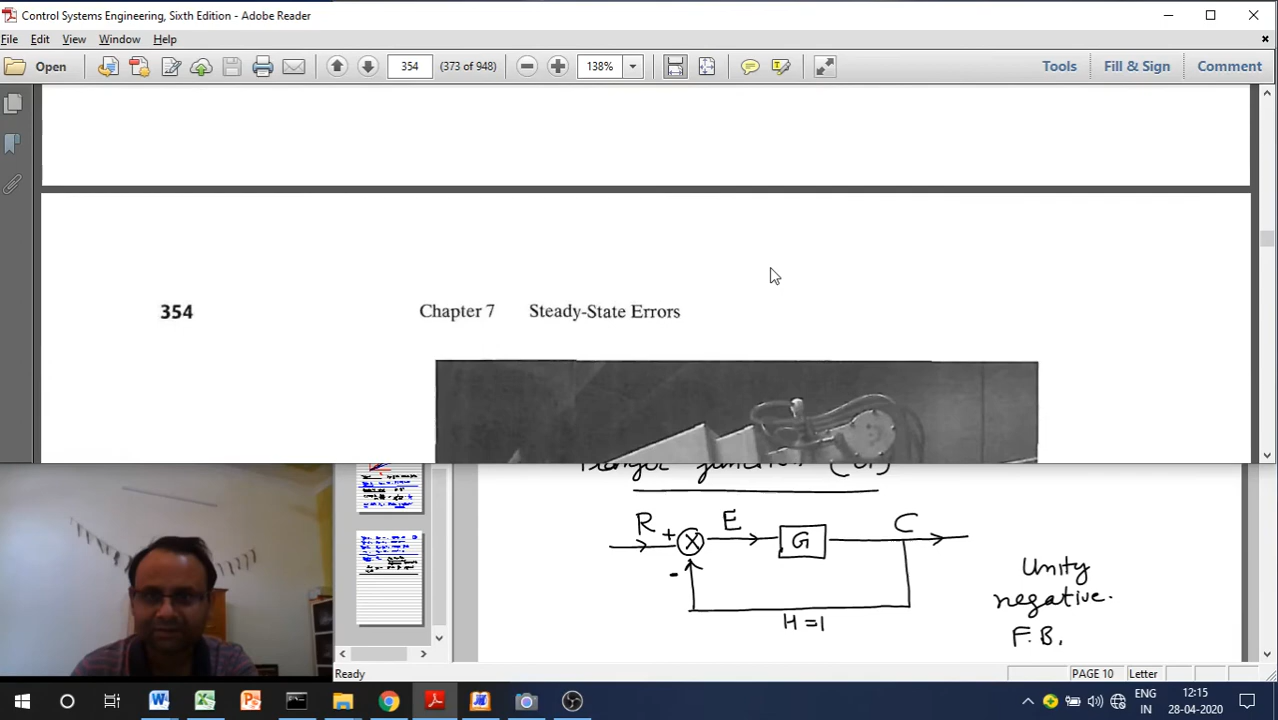 Control Systems Engineering, Sixth Edition - Adobe Reader
File Edit View Window Help
Open 354 (373 of 948) 138% Tools Fill & Sign Comment
354 Chapter 7 Steady-State Errors
R + E G C
-
H = 1
Unity
negative.
F.B.
Ready PAGE 10 Letter
ENG 12:15
IN 28-04-2020